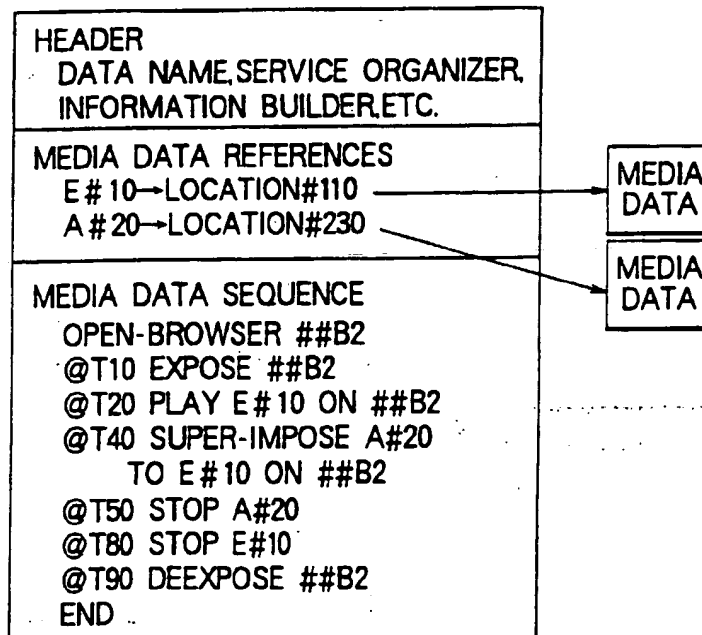 HEADER
DATA NAME,SERVICE ORGANIZER,
INFORMATION BUILDER,ETC.
MEDIA DATA REFERENCES
E#10→LOCATION#110
A#20→LOCATION#230
MEDIA
DATA
MEDIA
DATA
MEDIA DATA SEQUENCE
OPEN-BROWSER ##B2
@T10 EXPOSE ##B2
@T20 PLAY E#10 ON ##B2
@T40 SUPER-IMPOSE A#20
TO E#10 ON ##B2
@T50 STOP A#20
@T80 STOP E#10
@T90 DEEXPOSE ##B2
END